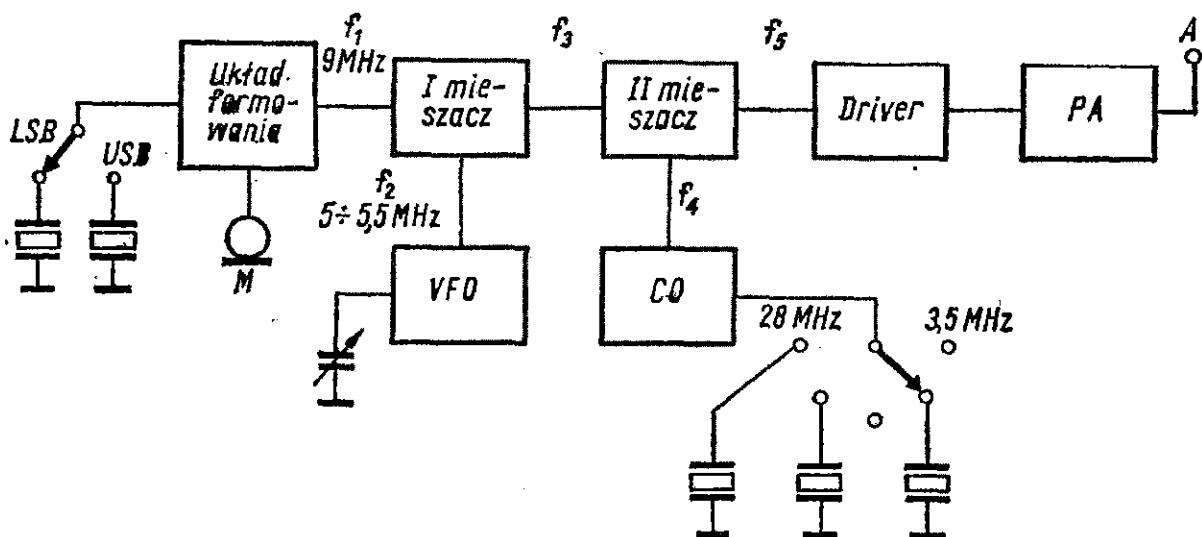 LSB
USB
Układ.
formo-
wania
M
f₁
9MHz
I mie-
szacz
f₂
5÷5,5MHz
VFO
f₃
II mie-
szacz
f₄
CO
28 MHz
3,5 MHz
f₅
Driver
PA
A